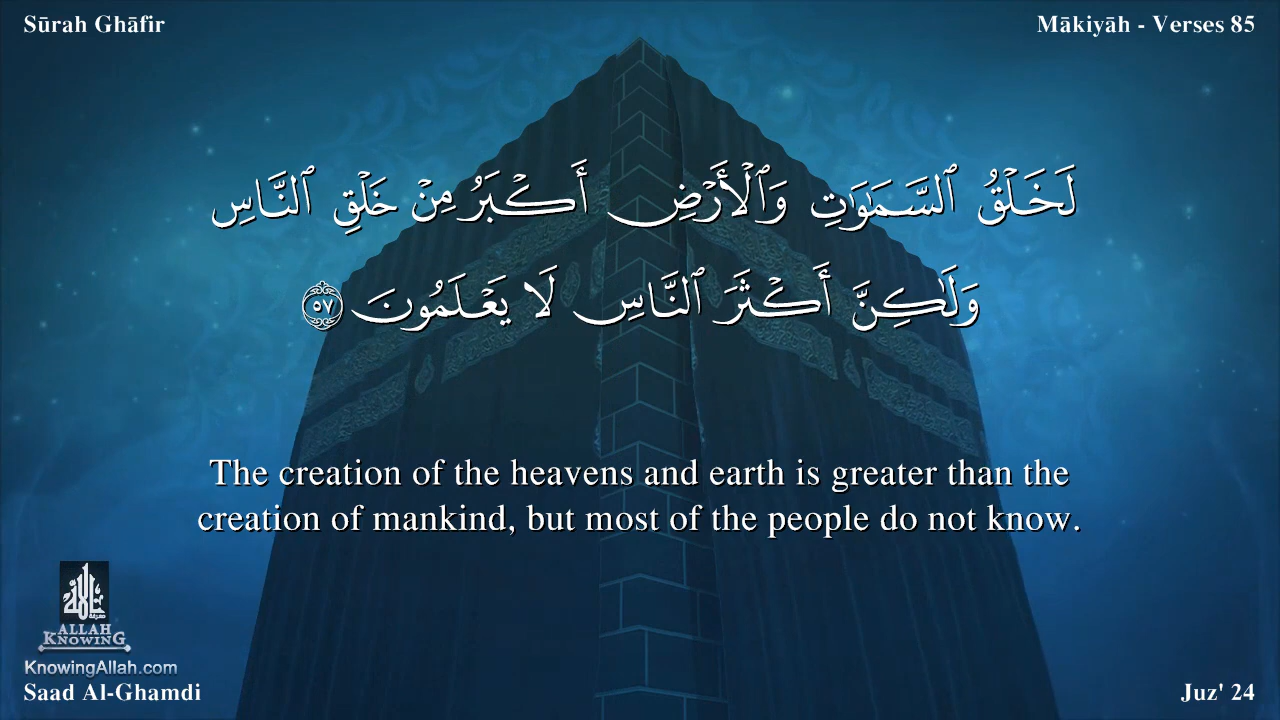 Sūrah Ghāfir
Mākiyāh - Verses 85
لَخَلْقُ ٱلسَّمَٰوَٰتِ وَٱلْأَرْضِ أَكْبَرُ مِنْ خَلْقِ ٱلنَّاسِ
وَلَٰكِنَّ أَكْثَرَ ٱلنَّاسِ لَا يَعْلَمُونَ ٥٧
The creation of the heavens and earth is greater than the
creation of mankind, but most of the people do not know.
ALLAH
KNOWING
KnowingAllah.com
Saad Al-Ghamdi
Juz' 24